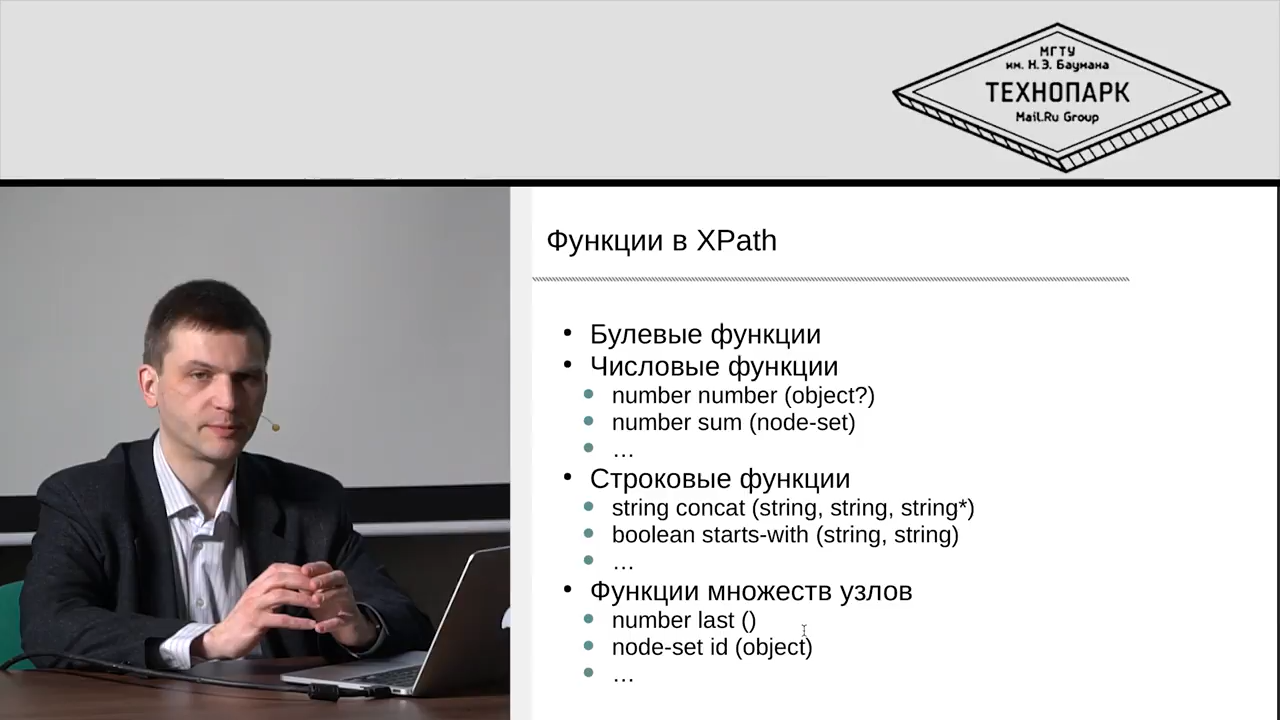 МГТУ
им. Н.Э. Баумана
ТЕХНОПАРК
Mail.Ru Group
Функции в XPath
• Булевые функции
• Числовые функции
• number number (object?)
• number sum (node-set)
• …
• Строковые функции
• string concat (string, string, string*)
• boolean starts-with (string, string)
• …
• Функции множеств узлов
• number last ()
• node-set id (object)
• …